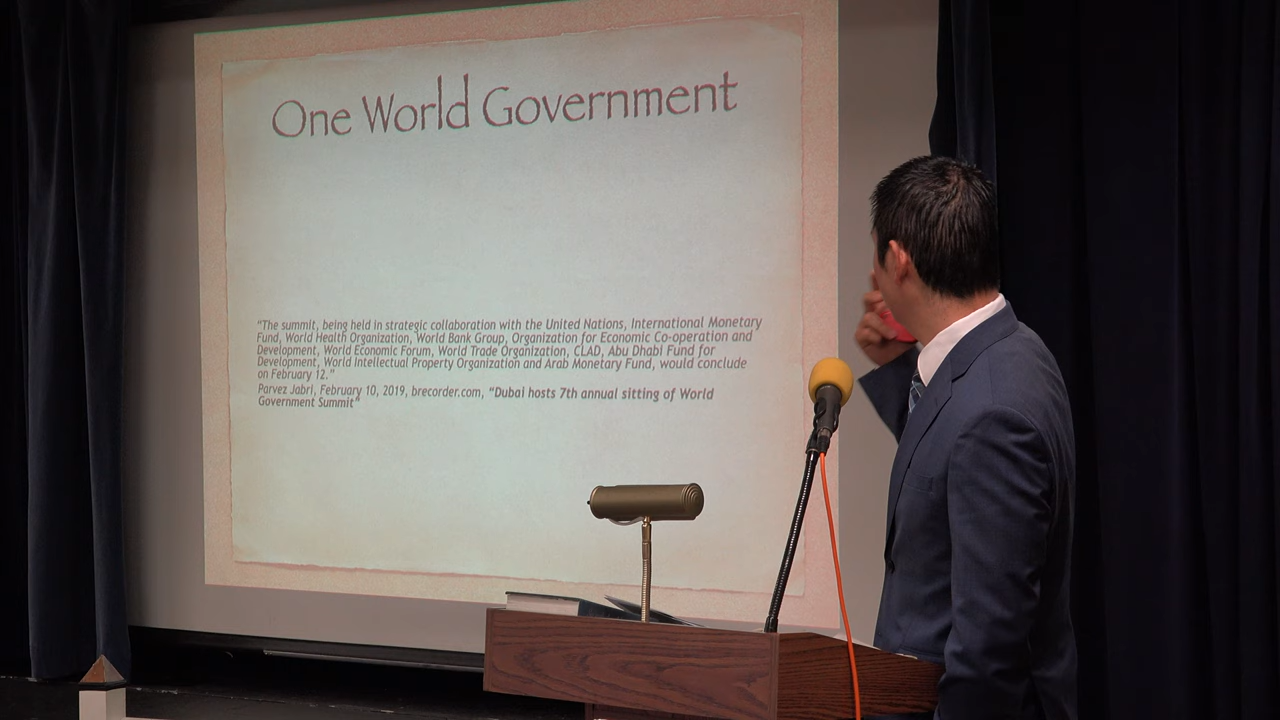 One World Government
"The summit, being held in strategic collaboration with the United Nations, International Monetary
Fund, World Health Organization, World Bank Group, Organization for Economic Co-operation and
Development, World Economic Forum, World Trade Organization, CLAD, Abu Dhabi Fund for
Development, World Intellectual Property Organization and Arab Monetary Fund, would conclude
on February 12."
Parvez Jabri, February 10, 2019, brecorder.com, "Dubai hosts 7th annual sitting of World
Government Summit"